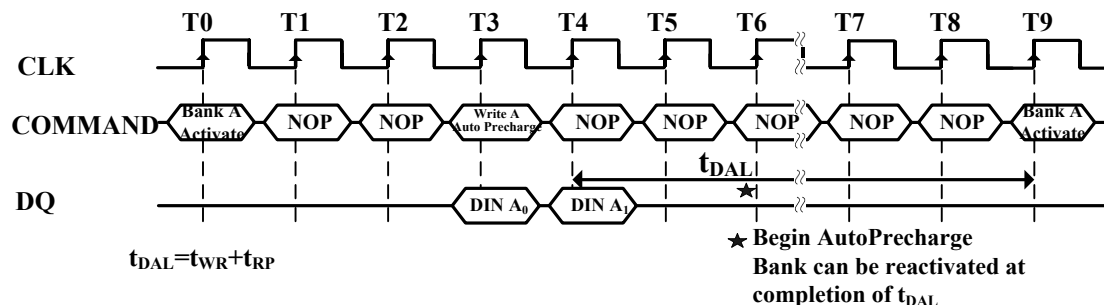 T0 T1 T2 T3 T4 T5 T6 T7 T8 T9
CLK
COMMAND
Bank A Activate NOP NOP Write A Auto Precharge NOP NOP NOP NOP NOP Bank A Activate
tDAL
DQ
DIN A0 DIN A1
tDAL=tWR+tRP
★ Begin AutoPrecharge
Bank can be reactivated at
completion of tDAL